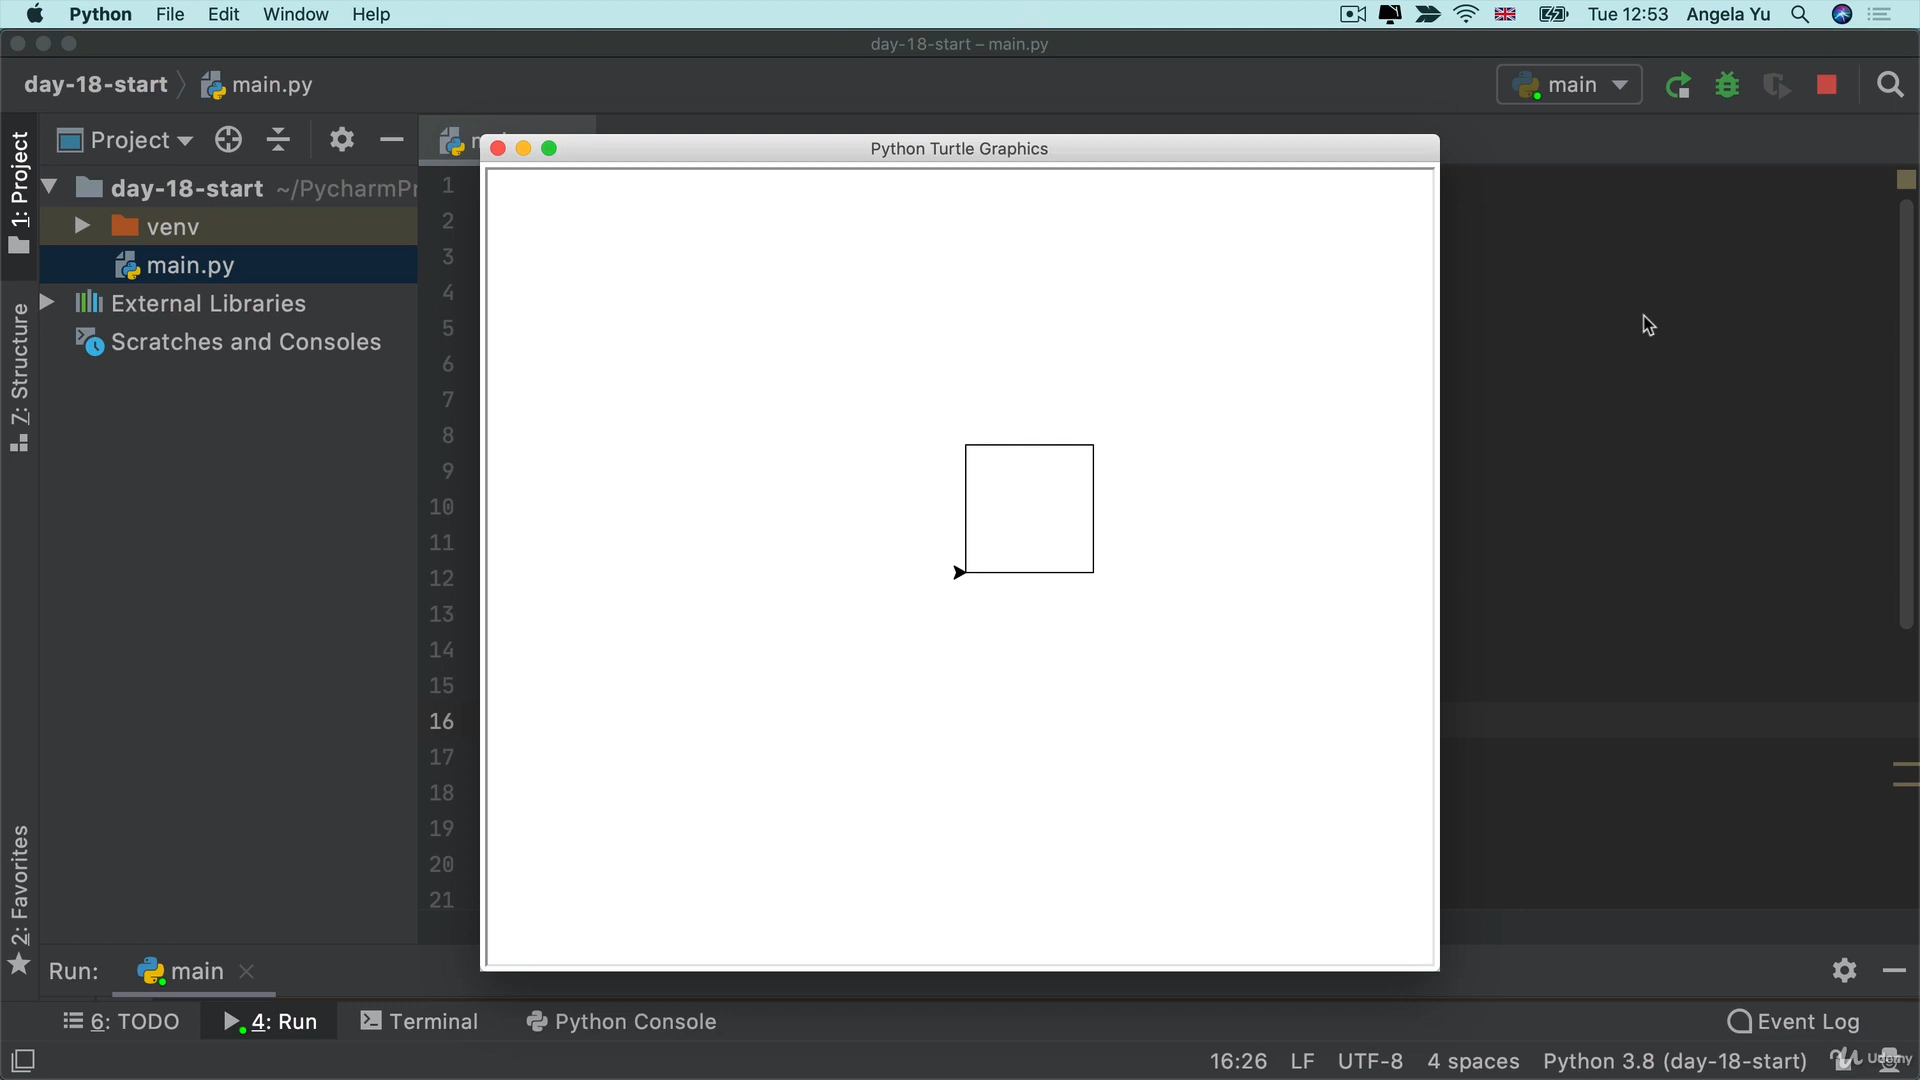 Python File Edit Window Help Tue 12:53 Angela Yu
day-18-start – main.py
day-18-start main.py main
Project
Python Turtle Graphics
1: Project
day-18-start ~/PycharmPr
venv
main.py
External Libraries
Scratches and Consoles
7: Structure
2: Favorites
1
2
3
4
5
6
7
8
9
10
11
12
13
14
15
16
17
18
19
20
21
Run: main
6: TODO 4: Run Terminal Python Console Event Log
16:26 LF UTF-8 4 spaces Python 3.8 (day-18-start) Udemy